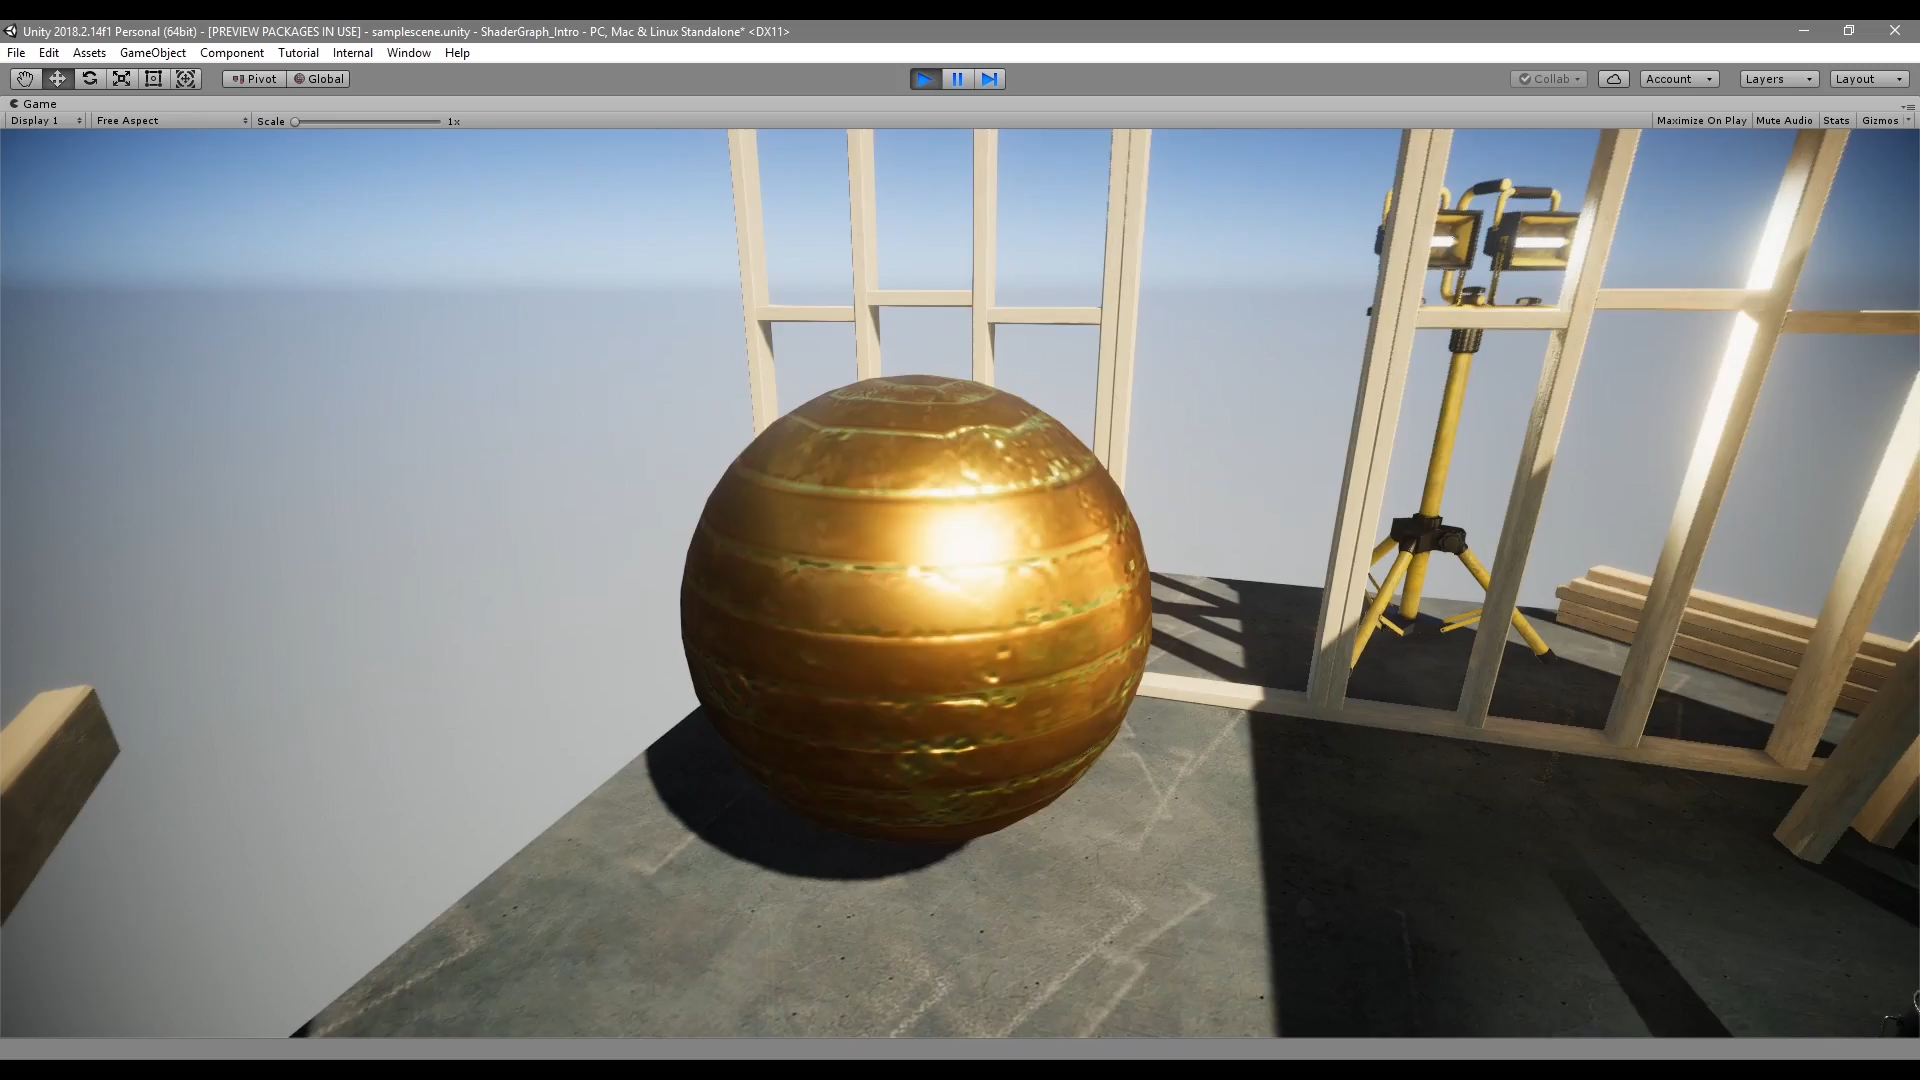 Unity 2018.2.14f1 Personal (64bit) - [PREVIEW PACKAGES IN USE] - samplescene.unity - ShaderGraph_Intro - PC, Mac & Linux Standalone* <DX11>
File Edit Assets GameObject Component Tutorial Internal Window Help
Pivot Global Collab Account Layers Layout
Game
Display 1 Free Aspect Scale 1x Maximize On Play Mute Audio Stats Gizmos